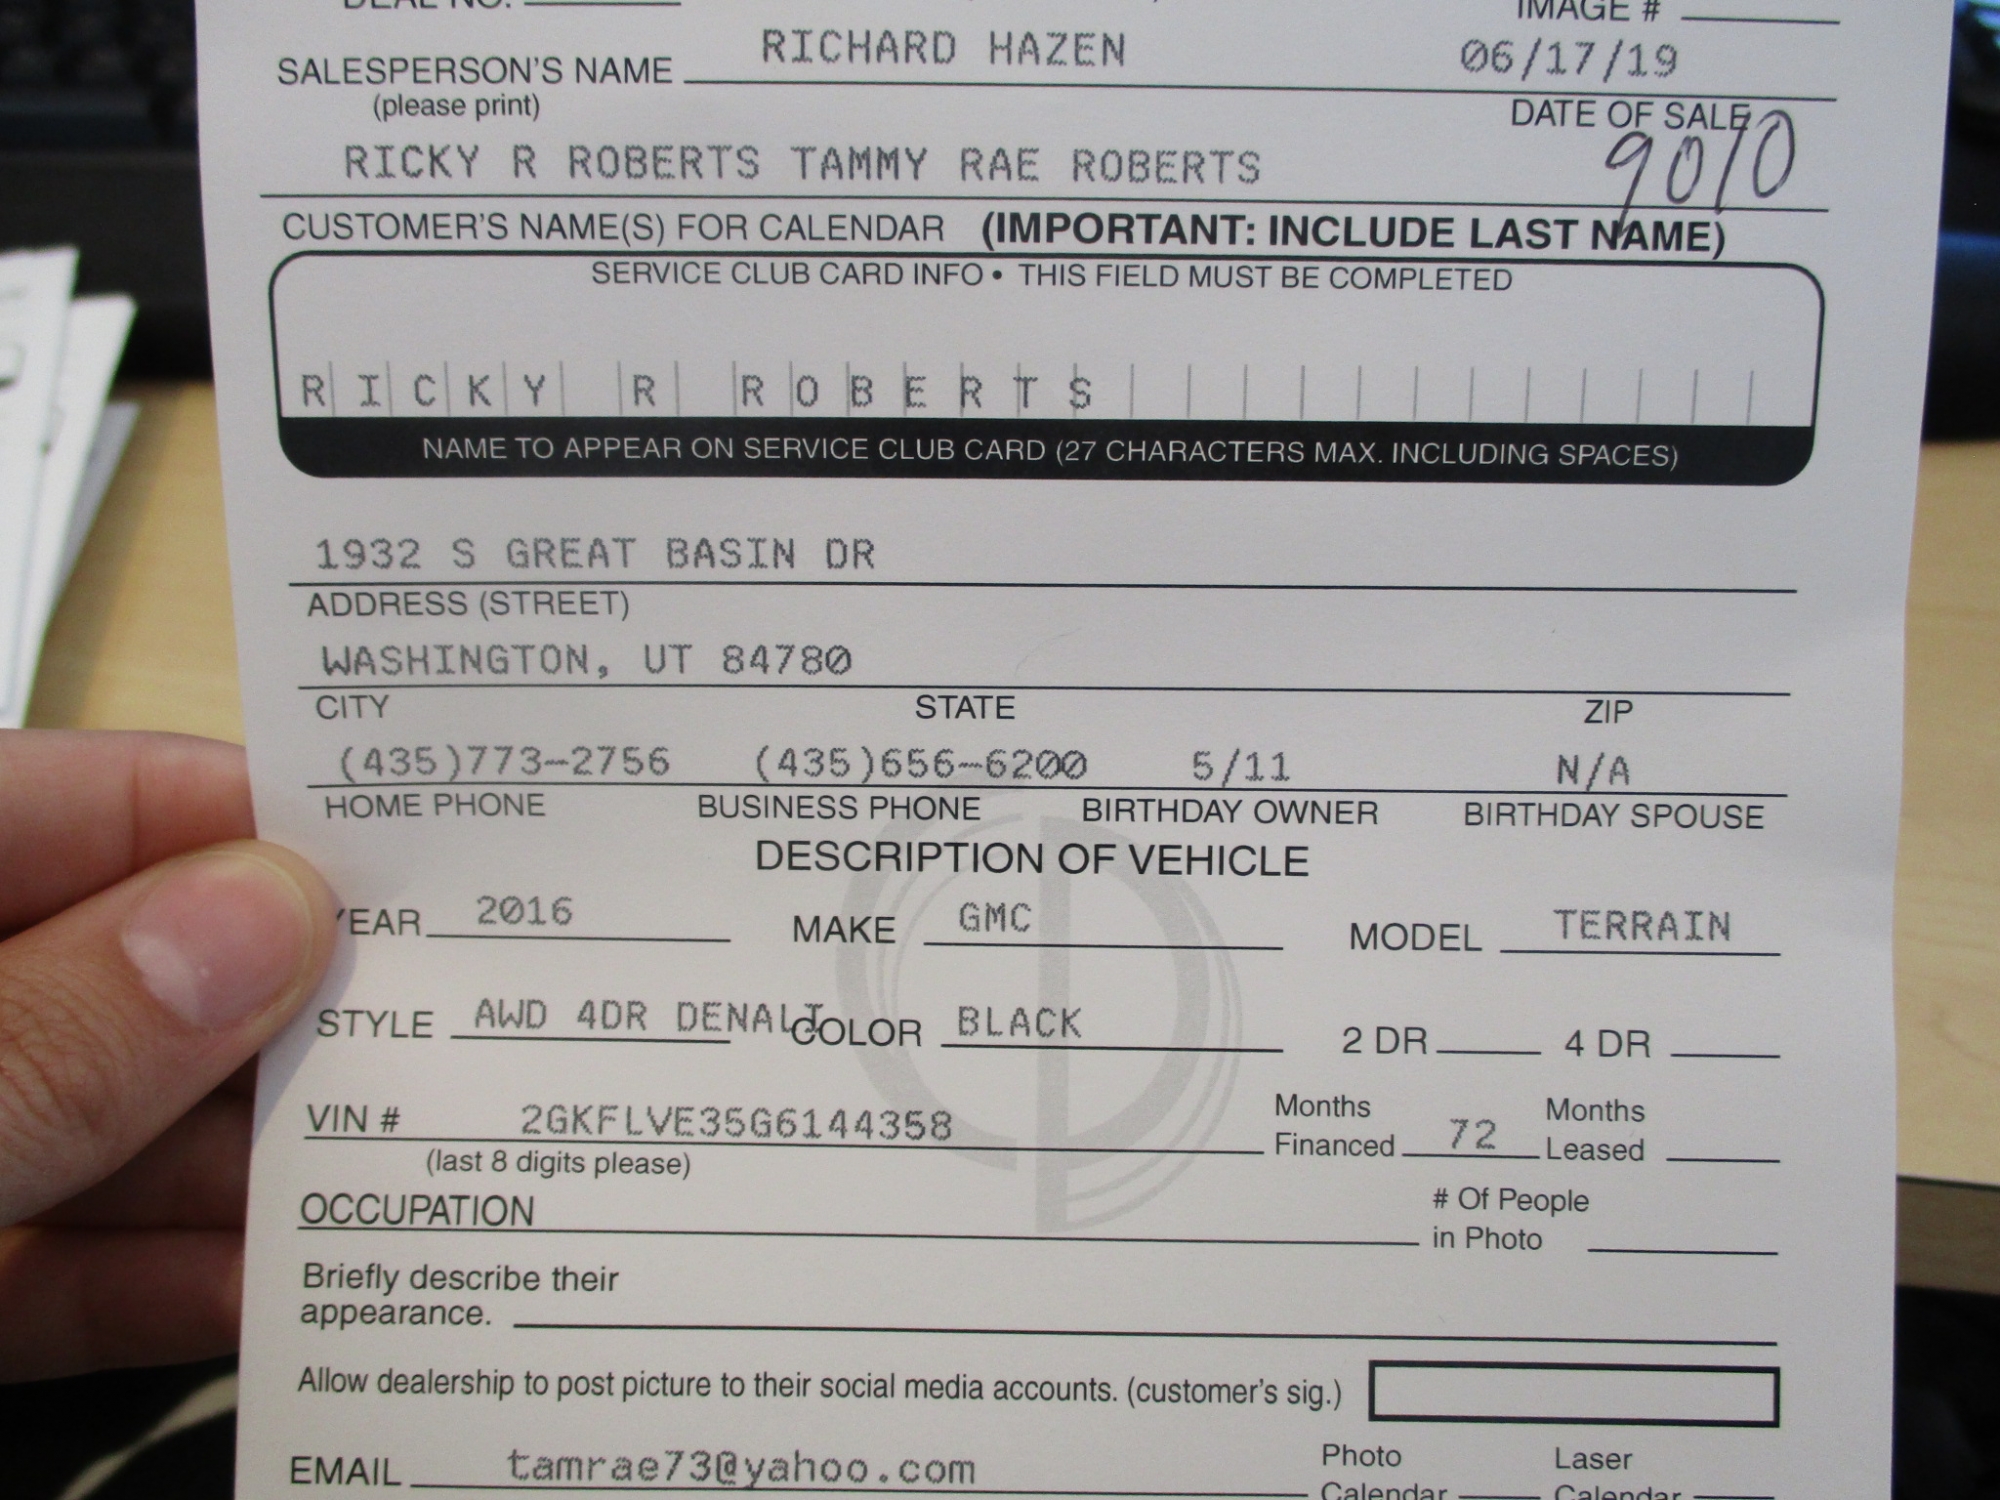 DEAL NO.
IMAGE #
RICHARD HAZEN 06/17/19
SALESPERSON'S NAME
(please print) DATE OF SALE
9010
RICKY R ROBERTS TAMMY RAE ROBERTS
CUSTOMER'S NAME(S) FOR CALENDAR (IMPORTANT: INCLUDE LAST NAME)
SERVICE CLUB CARD INFO • THIS FIELD MUST BE COMPLETED
RICKY R ROBERTS
NAME TO APPEAR ON SERVICE CLUB CARD (27 CHARACTERS MAX. INCLUDING SPACES)
1932 S GREAT BASIN DR
ADDRESS (STREET)
WASHINGTON, UT 84780
CITY STATE ZIP
(435)773-2756 (435)656-6200 5/11 N/A
HOME PHONE BUSINESS PHONE BIRTHDAY OWNER BIRTHDAY SPOUSE
DESCRIPTION OF VEHICLE
YEAR 2016 MAKE GMC MODEL TERRAIN
STYLE AWD 4DR DENALI COLOR BLACK 2 DR 4 DR
VIN # 2GKFLVE35G6144358 Months Financed 72 Months Leased
(last 8 digits please)
OCCUPATION # Of People in Photo
Briefly describe their
appearance.
Allow dealership to post picture to their social media accounts. (customer's sig.)
EMAIL tamrae73@yahoo.com Photo Calendar Laser Calendar